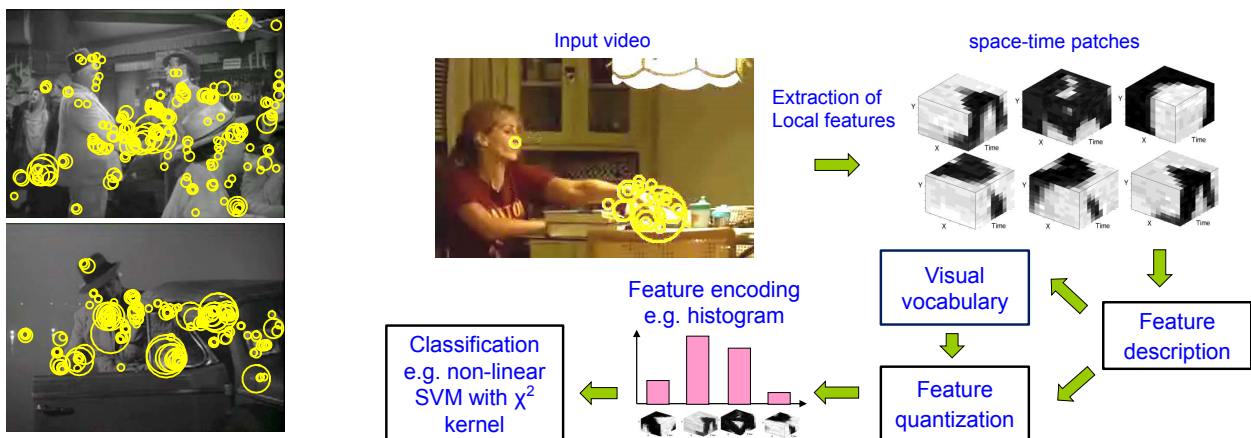 Input video
space-time patches
Extraction of
Local features
Y
X
Time
Y
X
Time
Y
X
Time
Y
X
Time
Y
X
Time
Y
X
Time
Feature
description
Visual
vocabulary
Feature
quantization
Feature encoding
e.g. histogram
Classification
e.g. non-linear
SVM with χ²
kernel